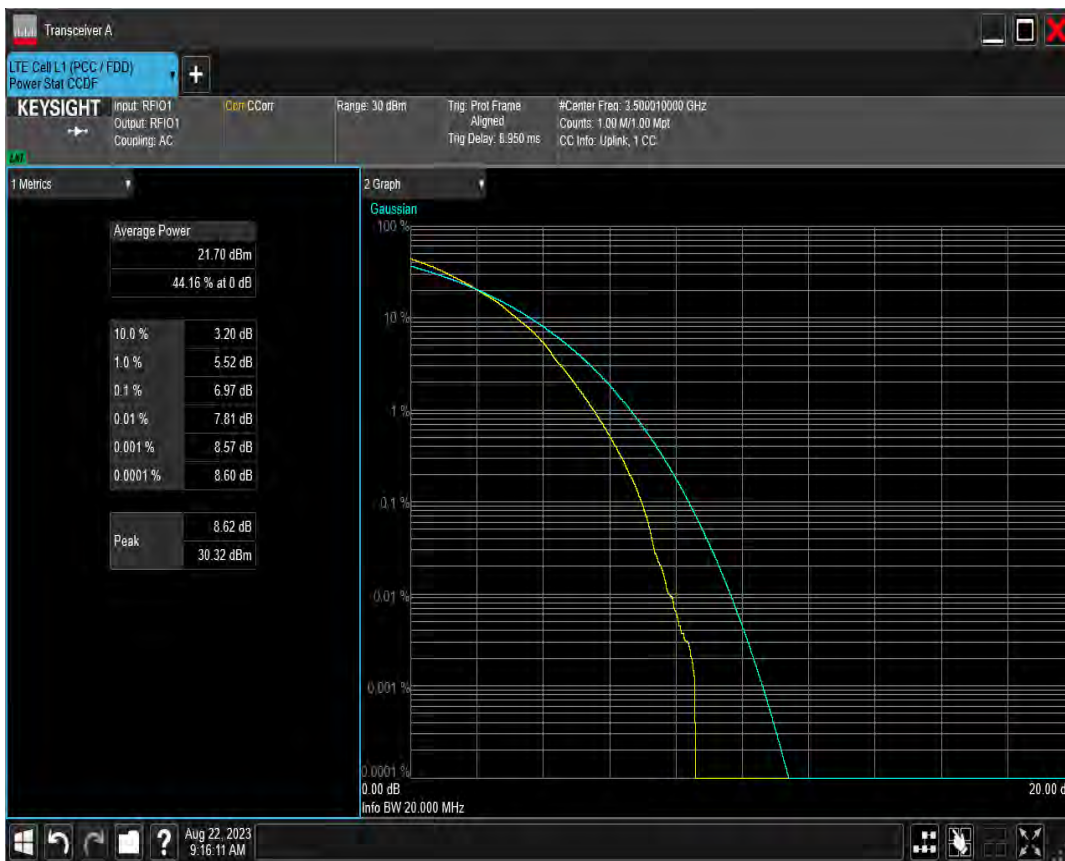 Transceiver A
LTE Cell L1 (PCC / FDD)
Power Stat CCDF
+
KEYSIGHT
Input: RFIO1
Output: RFIO1
Coupling: AC
Corr CCorr
Range: 30 dBm
Trig: Prot Frame
Aligned
#Center Freq: 3.500010000 GHz
Counts: 1.00 M/1.00 Mpt
CC Info: Uplink, 1 CC
1 Metrics
Average Power
21.70 dBm
44.16 % at 0 dB
10.0 % 3.20 dB
1.0 % 5.52 dB
0.1 % 6.97 dB
0.01 % 7.81 dB
0.001 % 8.57 dB
0.0001 % 8.60 dB
Peak
8.62 dB
30.32 dBm
2 Graph
Gaussian
100 %
10 %
1 %
0.1 %
0.01 %
0.001 %
0.0001 %
0.00 dB
20.00 d
Info BW 20.000 MHz
?
Aug 22, 2023
9:16:11 AM